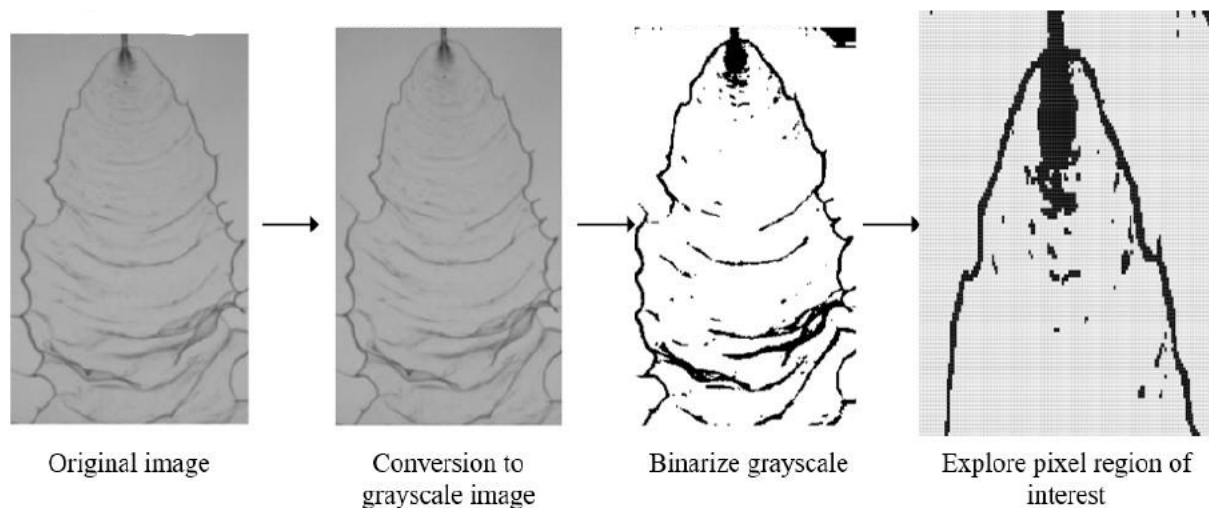 Original image
Conversion to
grayscale image
Binarize grayscale
Explore pixel region of
interest